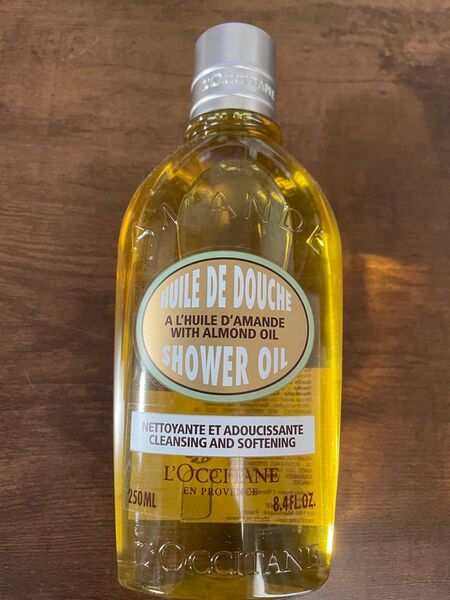 L'OCCITANE
AMANDE
HUILE DE DOUCHE
A L'HUILE D'AMANDE
WITH ALMOND OIL
SHOWER OIL
NETTOYANTE ET ADOUCISSANTE
CLEANSING AND SOFTENING
L'OCCITANE
EN PROVENCE
250ML 8.4FL.OZ.
L'OCCITANE